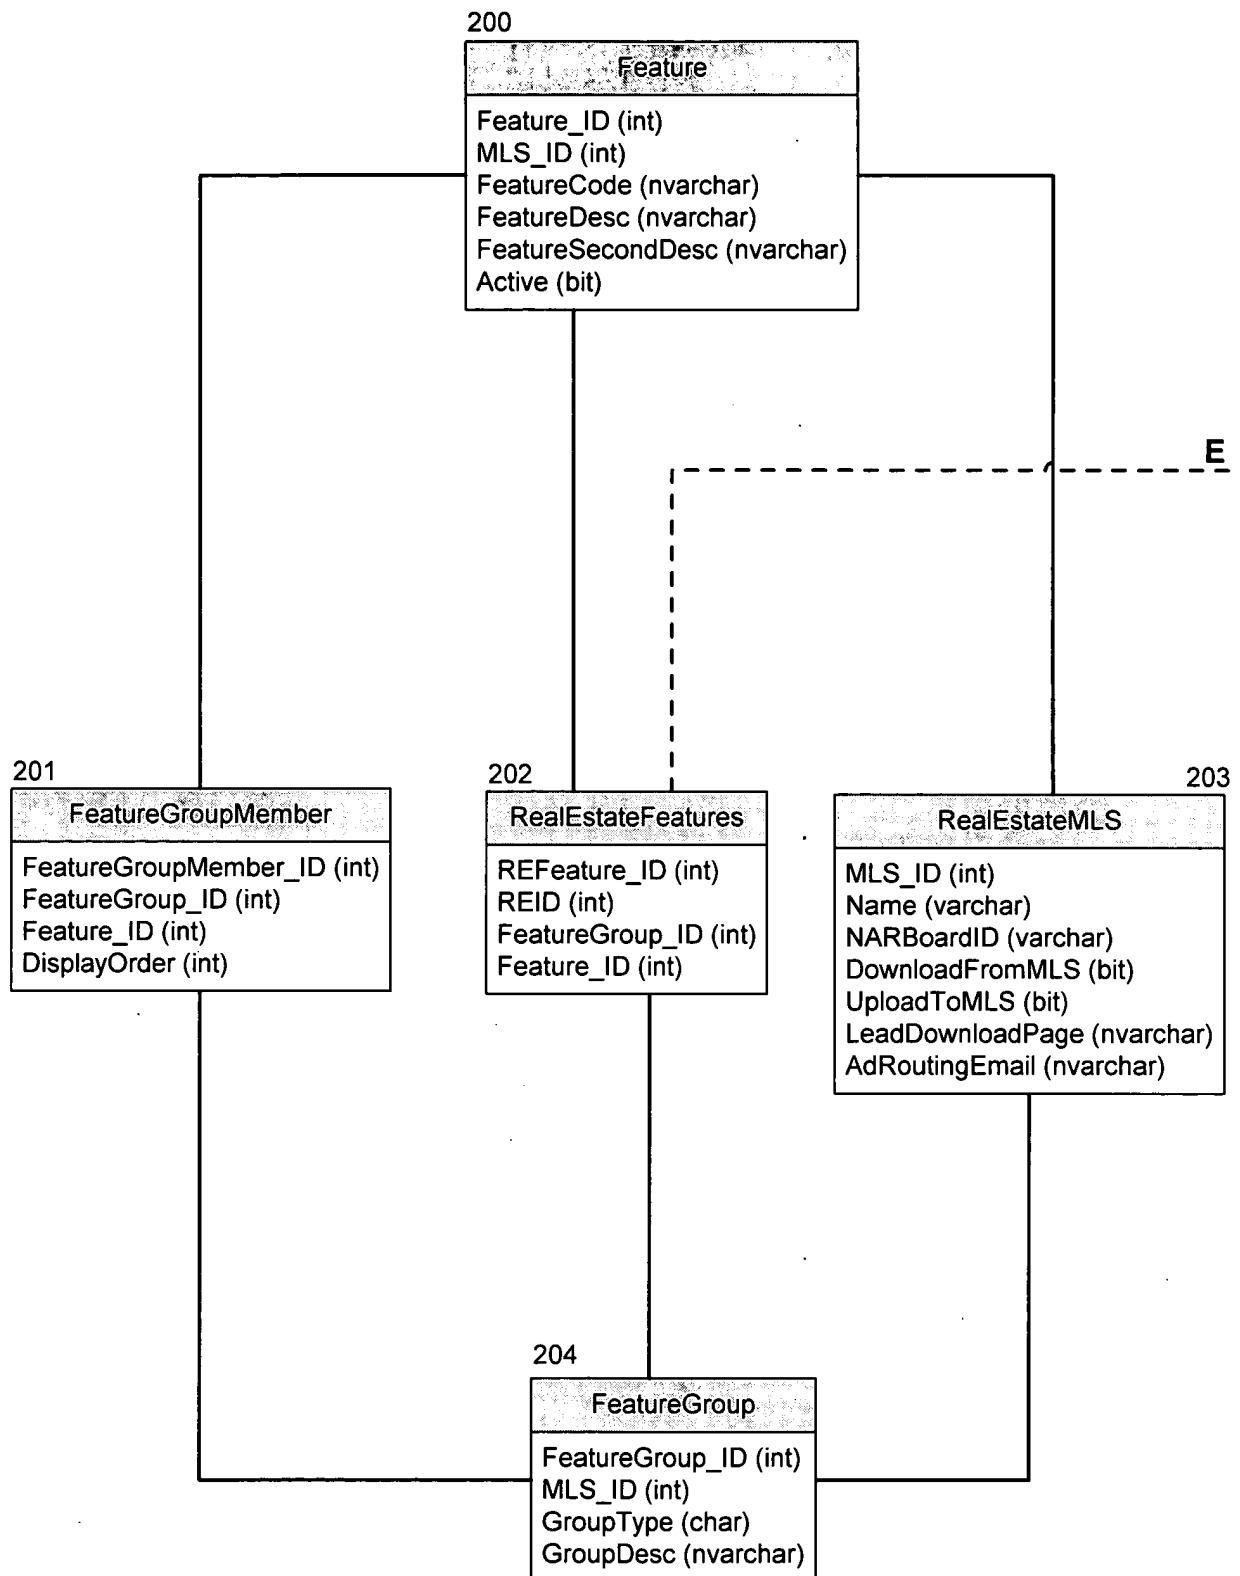 200
Feature
Feature_ID (int)
MLS_ID (int)
FeatureCode (nvarchar)
FeatureDesc (nvarchar)
FeatureSecondDesc (nvarchar)
Active (bit)
E
201
FeatureGroupMember
FeatureGroupMember_ID (int)
FeatureGroup_ID (int)
Feature_ID (int)
DisplayOrder (int)
202
RealEstateFeatures
REFeature_ID (int)
REID (int)
FeatureGroup_ID (int)
Feature_ID (int)
203
RealEstateMLS
MLS_ID (int)
Name (varchar)
NARBoardID (varchar)
DownloadFromMLS (bit)
UploadToMLS (bit)
LeadDownloadPage (nvarchar)
AdRoutingEmail (nvarchar)
204
FeatureGroup
FeatureGroup_ID (int)
MLS_ID (int)
GroupType (char)
GroupDesc (nvarchar)